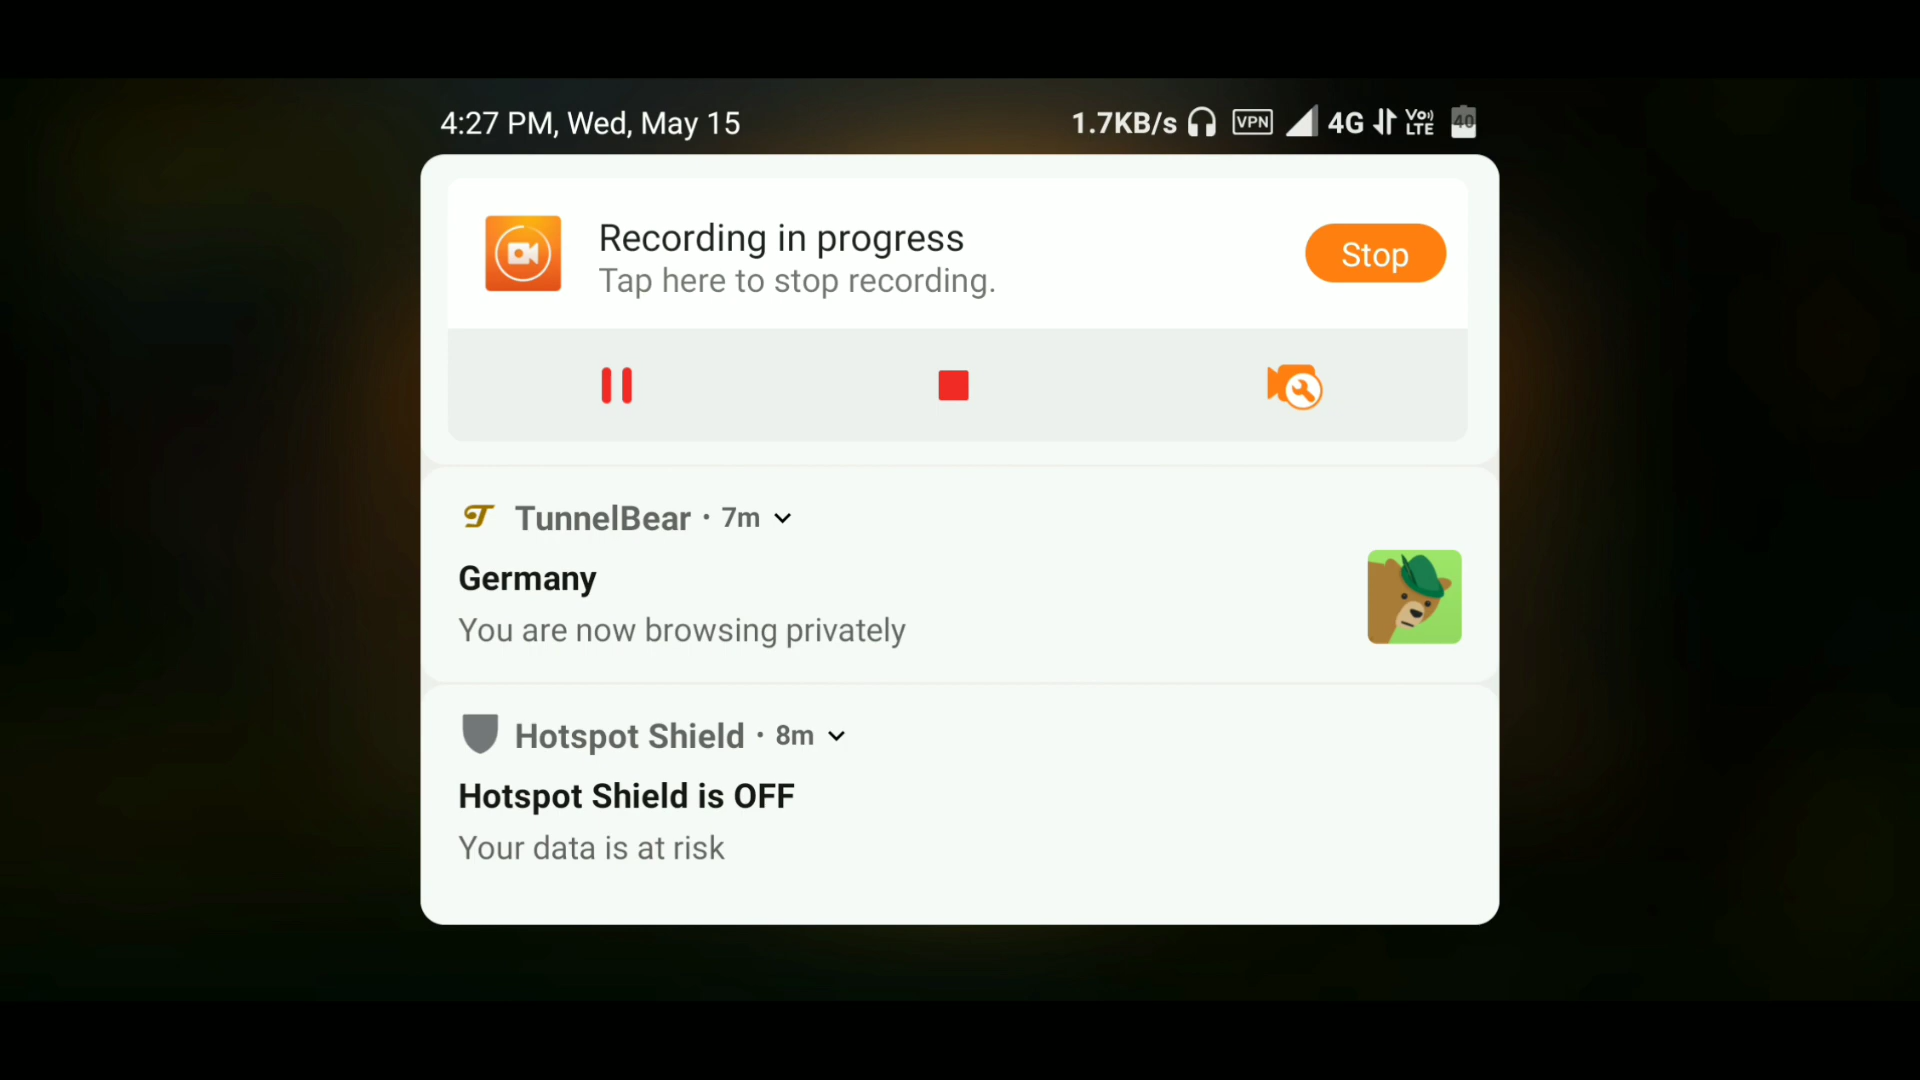 4:27 PM, Wed, May 15 1.7KB/s VPN 4G VoLTE 40
Recording in progress
Tap here to stop recording.
Stop
TunnelBear · 7m
Germany
You are now browsing privately
Hotspot Shield · 8m
Hotspot Shield is OFF
Your data is at risk